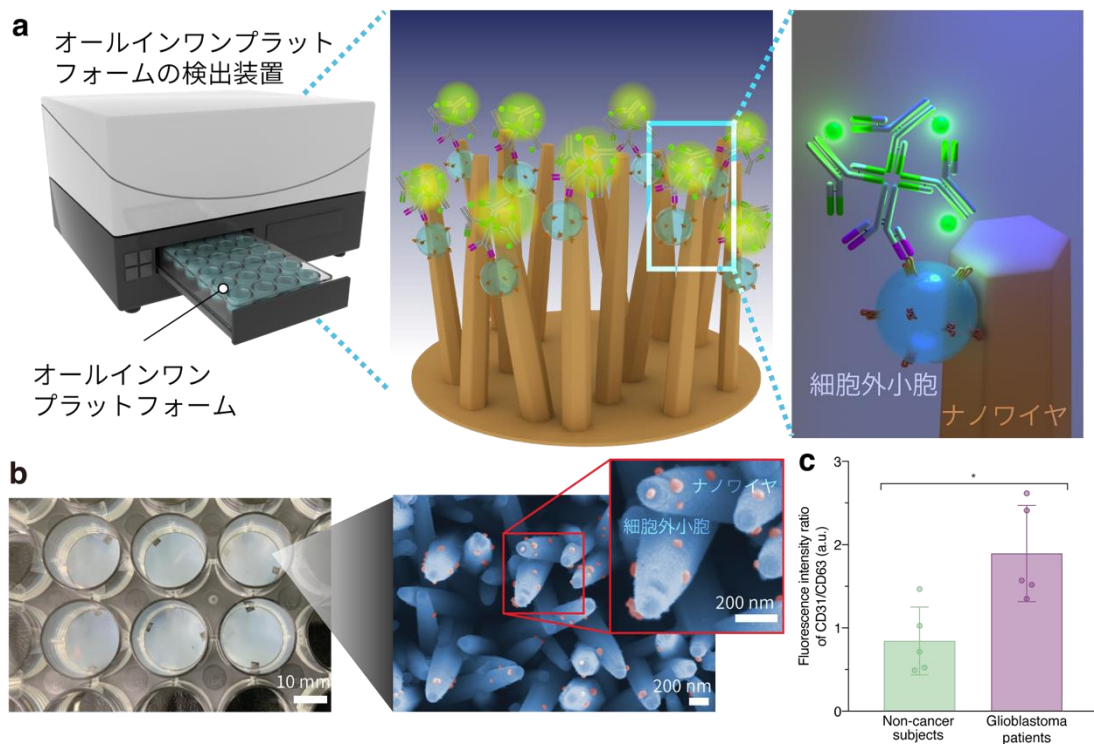 a
オールインワンプラット
フォームの検出装置
オールインワン
プラットフォーム
細胞外小胞
ナノワイヤ
b
10 mm
ナノワイヤ
細胞外小胞
200 nm
200 nm
c
Fluorescence intensity ratio
of CD31/CD63 (a.u.)
3
2
1
0
*
Non-cancer
subjects
Glioblastoma
patients